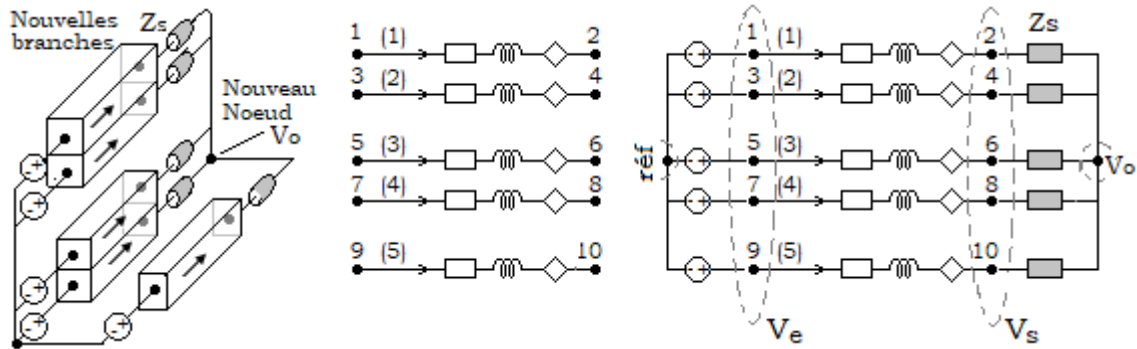 Nouvelles
branches
Zs
Nouveau
Noeud
Vo
1 (1) 2
3 (2) 4
5 (3) 6
7 (4) 8
9 (5) 10
1 (1) 2 Zs
3 (2) 4
réf 5 (3) 6 Vo
7 (4) 8
9 (5) 10
Ve Vs